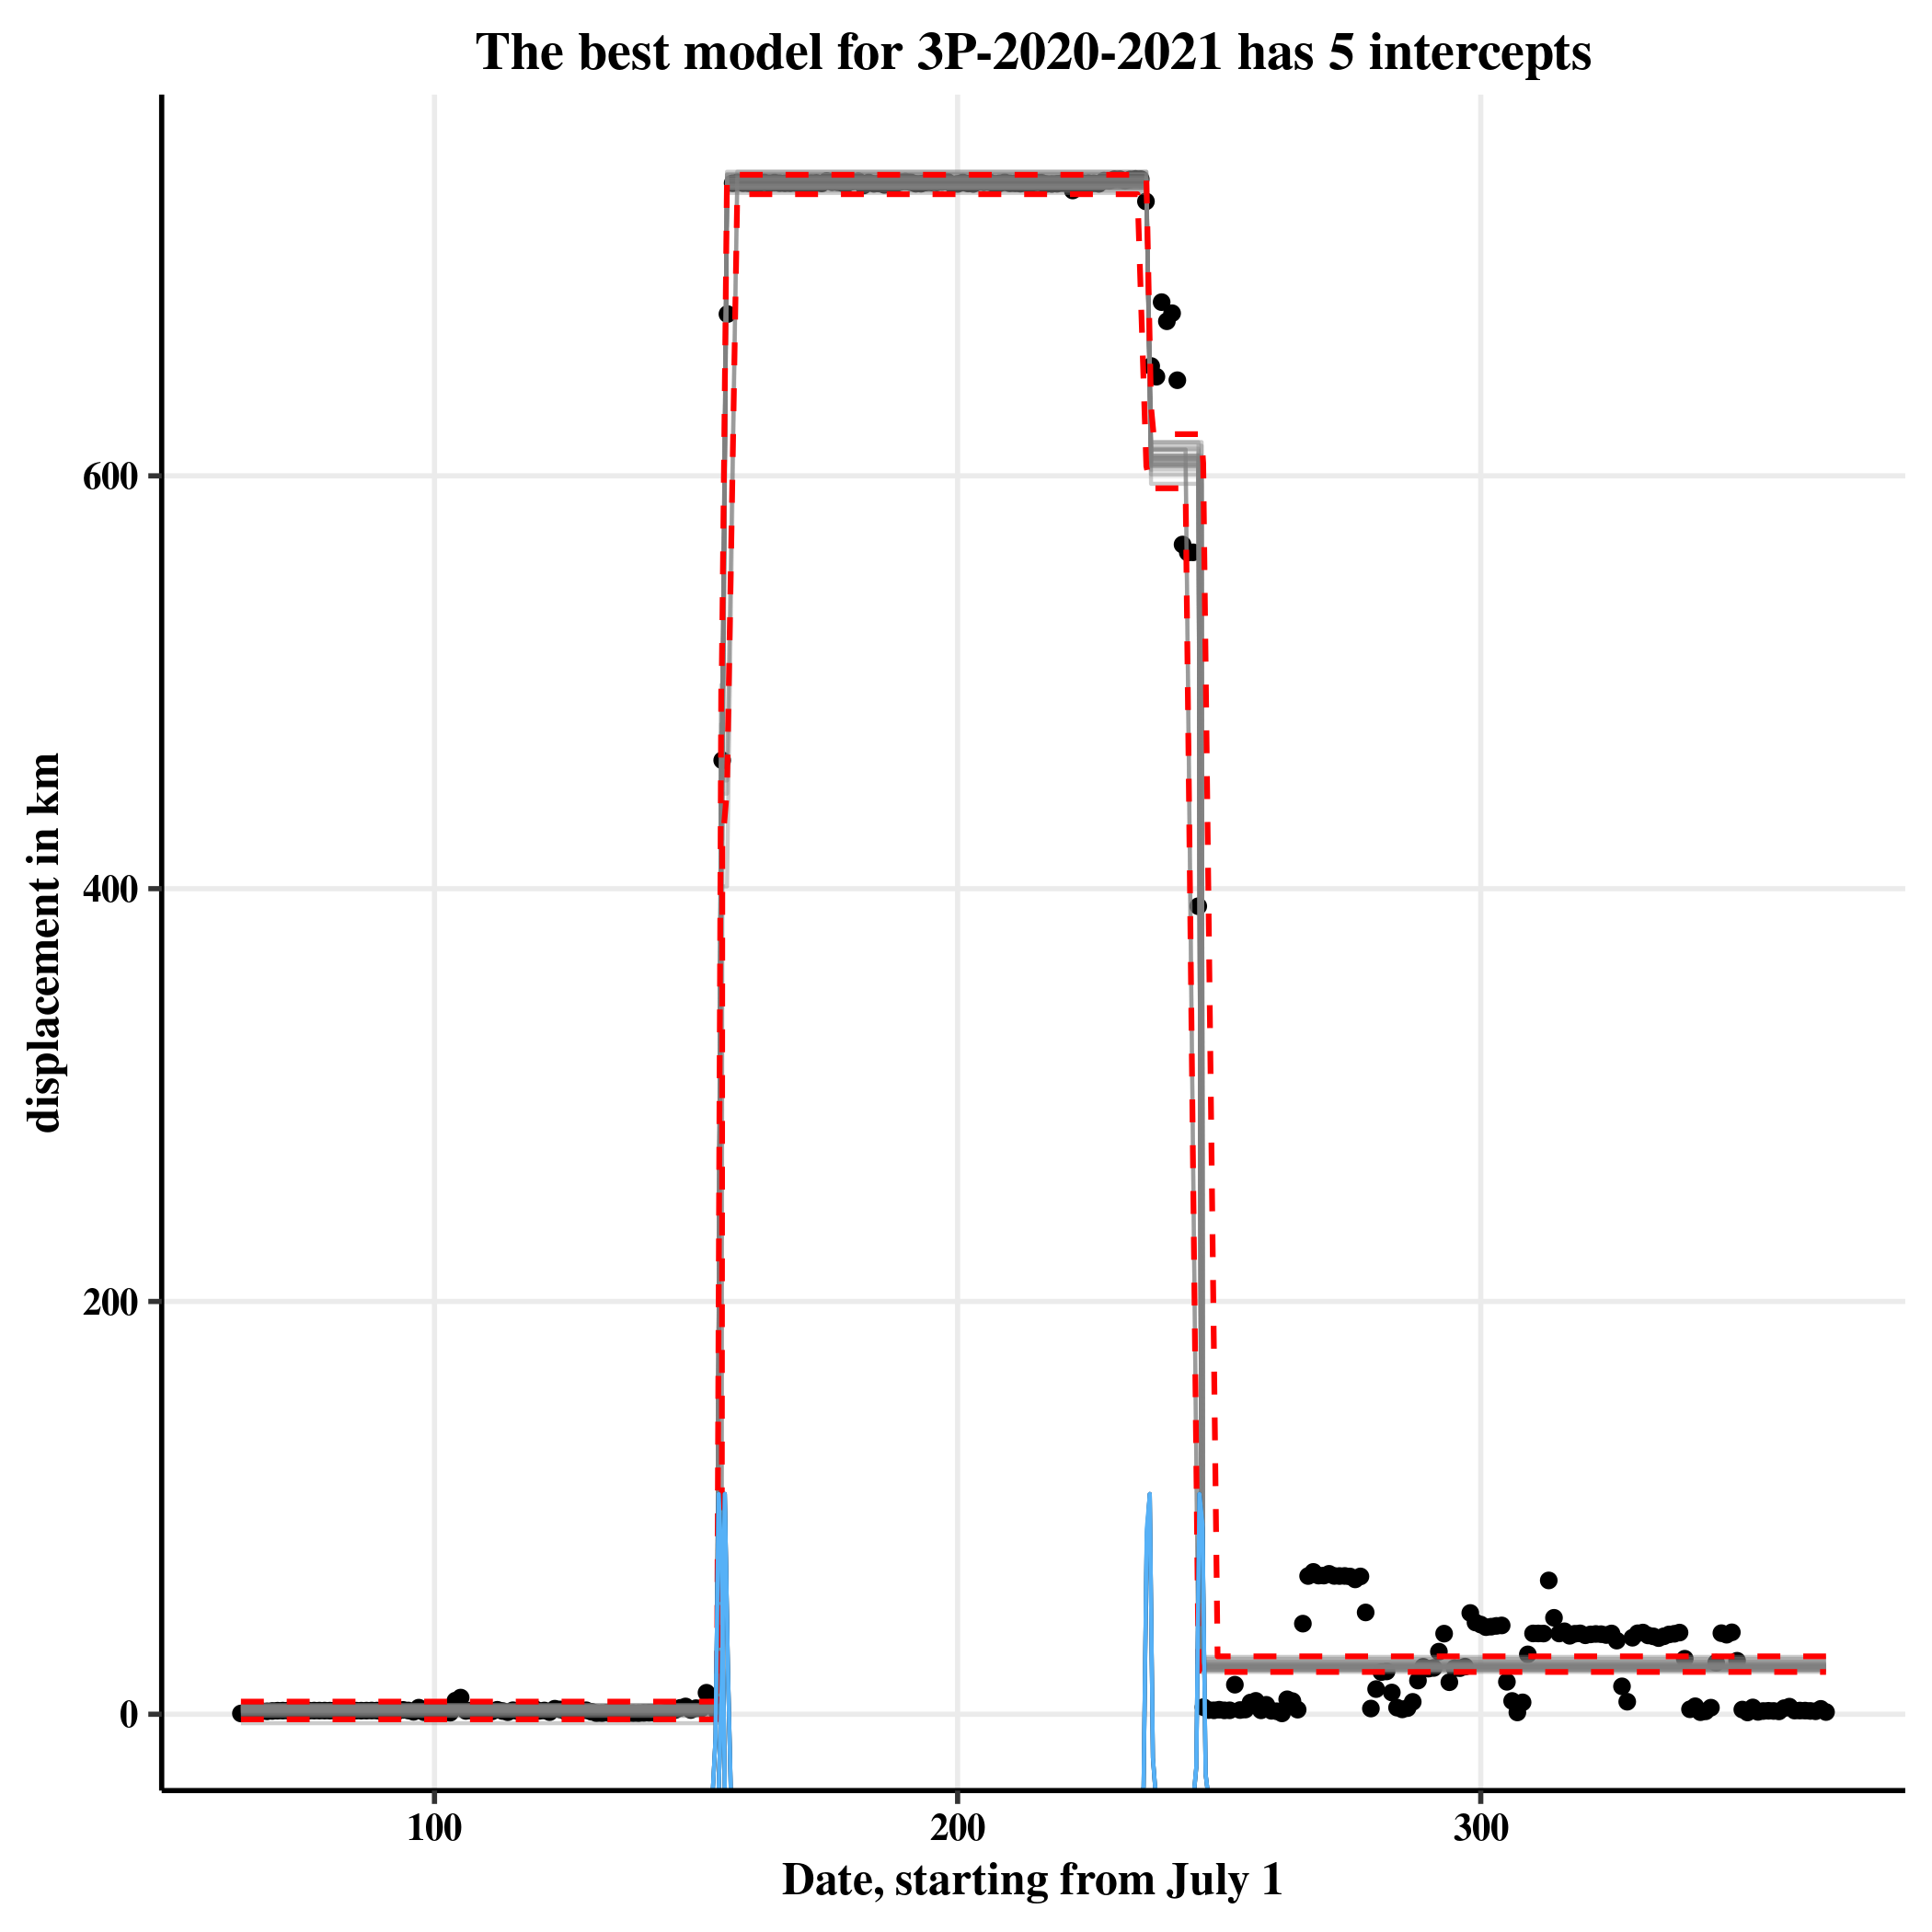 The best model for 3P-2020-2021 has 5 intercepts
displacement in km
600
400
200
0
100 200 300
Date, starting from July 1